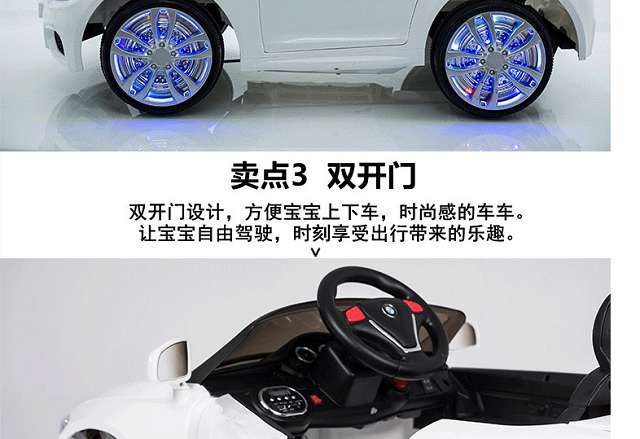 卖点3 双开门
双开门设计，方便宝宝上下车，时尚感的车车。
让宝宝自由驾驶，时刻享受出行带来的乐趣。